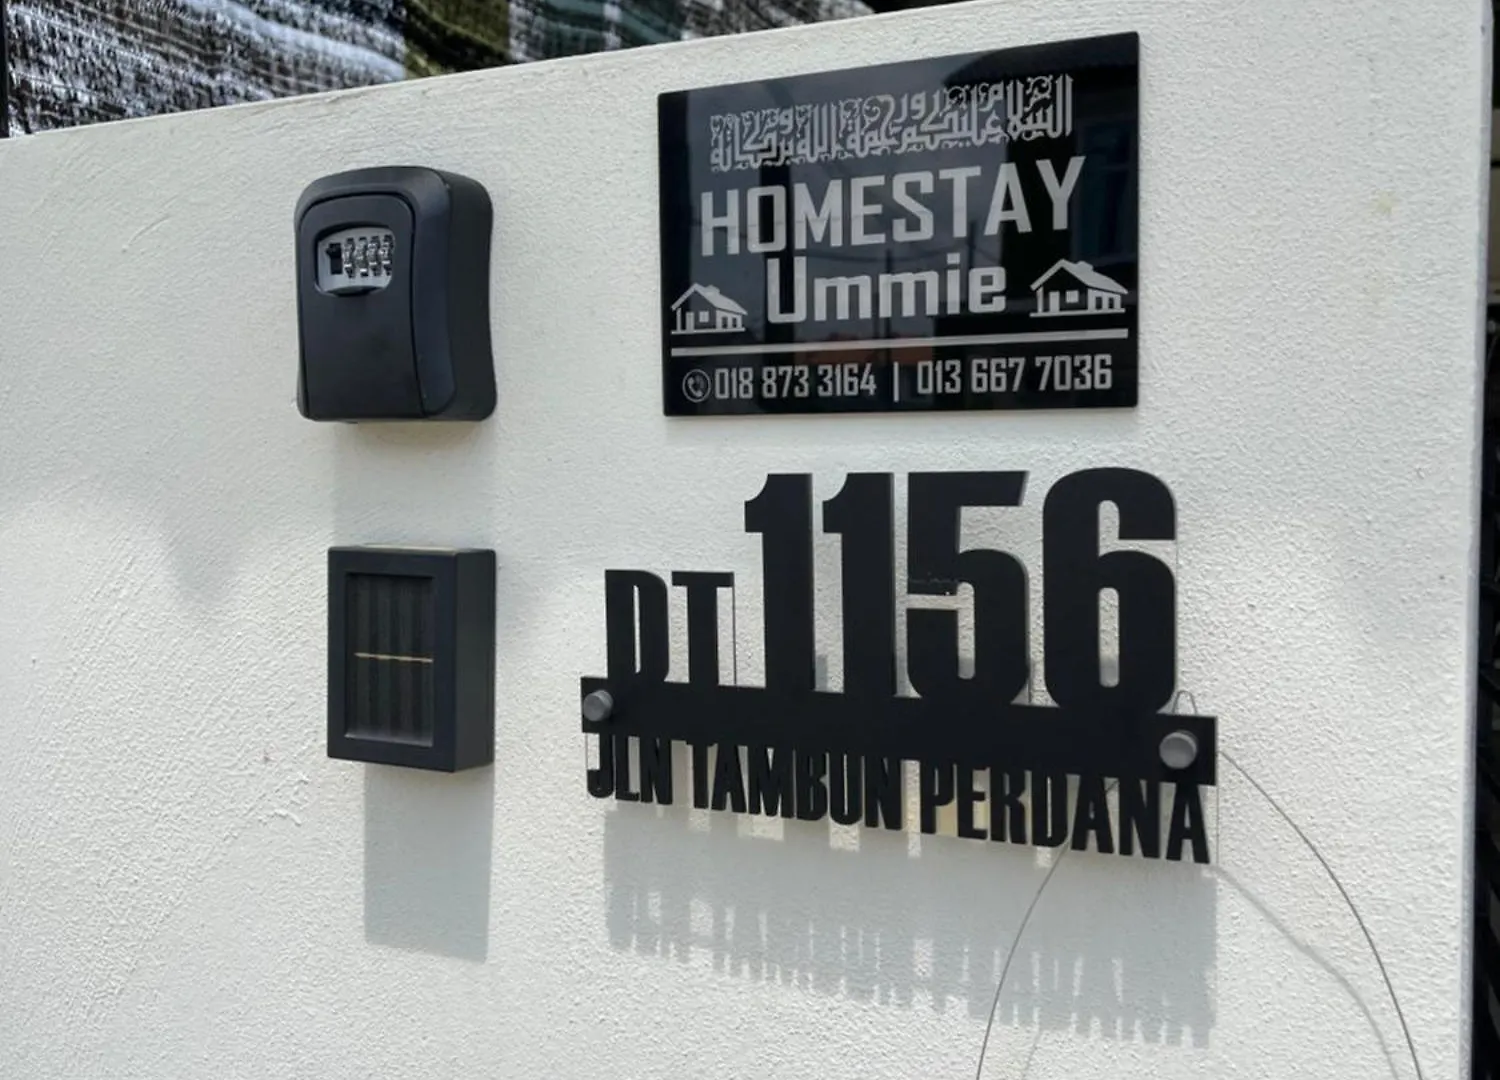 السلام عليكم ورحمة الله وبركاته
HOMESTAY
Ummie
018 873 3164 | 013 667 7036
DT 1156
JLN TAMBUN PERDANA